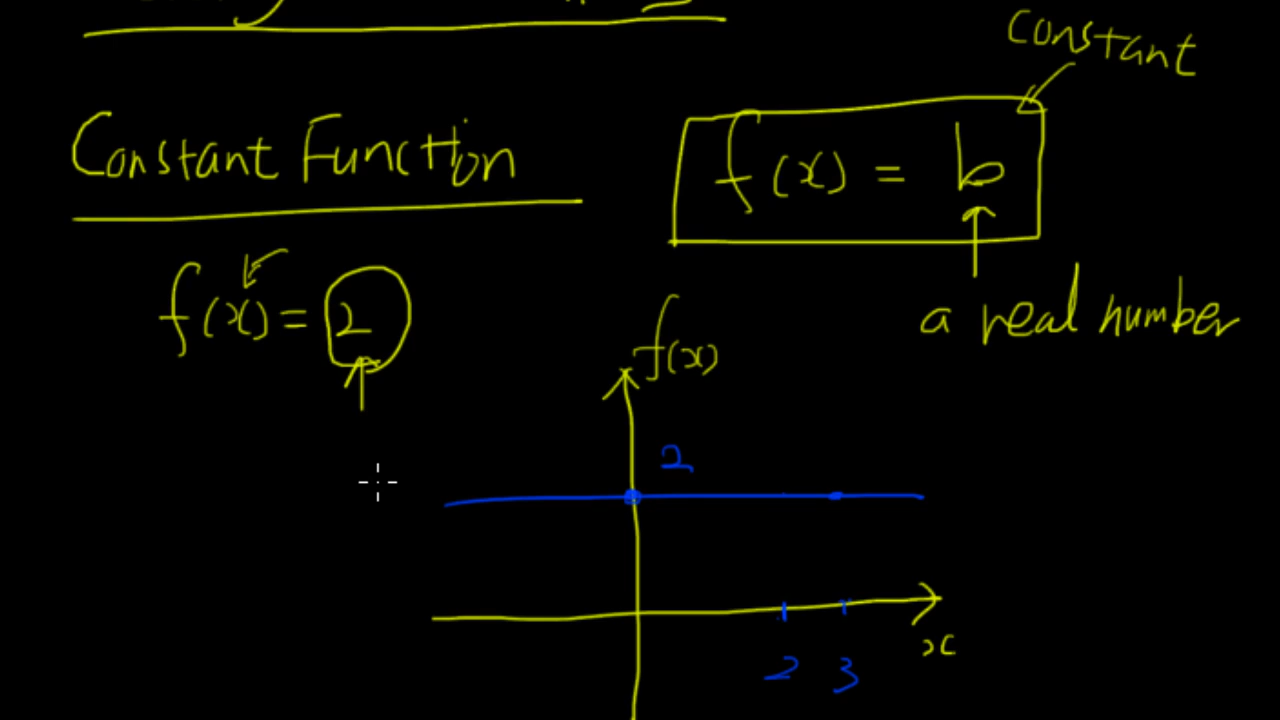 constant
Constant Function
f(x) = b
a real number
f(x) = 2
f(x)
2
x
2 3